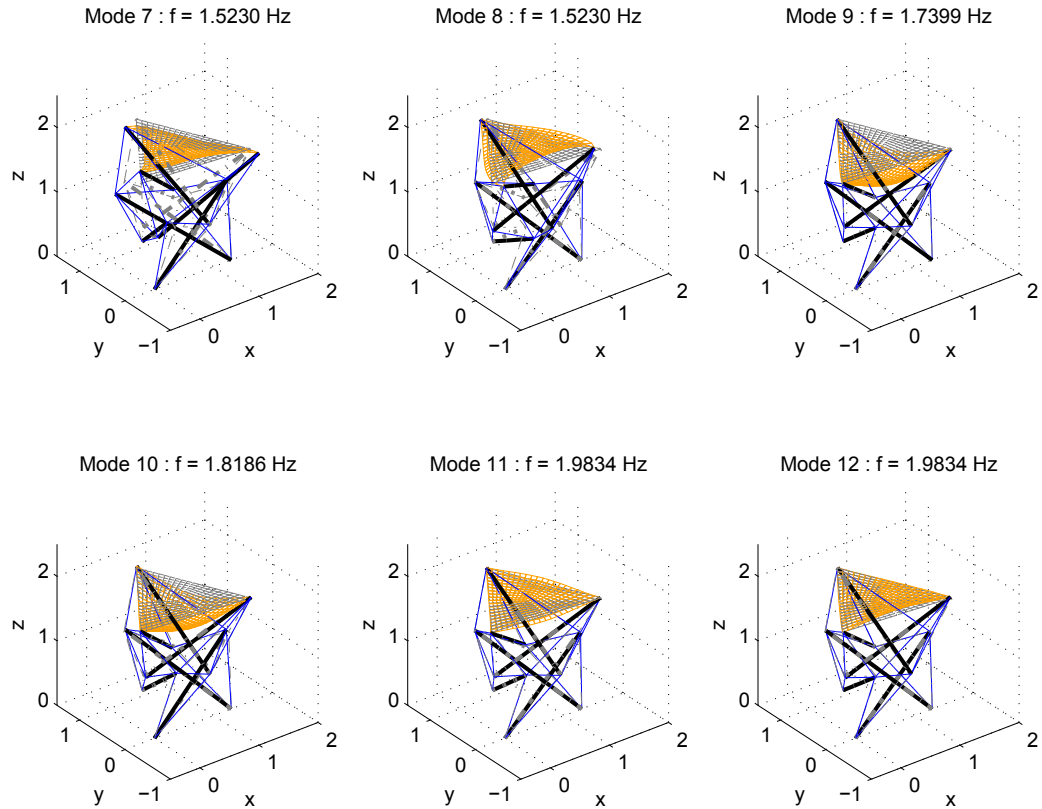 Mode 7 : f = 1.5230 Hz
Mode 8 : f = 1.5230 Hz
Mode 9 : f = 1.7399 Hz
2
1
0
z
1
0
−1
y
0
1
2
x
2
1
0
z
1
0
−1
y
0
1
2
x
2
1
0
z
1
0
−1
y
0
1
2
x
Mode 10 : f = 1.8186 Hz
Mode 11 : f = 1.9834 Hz
Mode 12 : f = 1.9834 Hz
2
1
0
z
1
0
−1
y
0
1
2
x
2
1
0
z
1
0
−1
y
0
1
2
x
2
1
0
z
1
0
−1
y
0
1
2
x